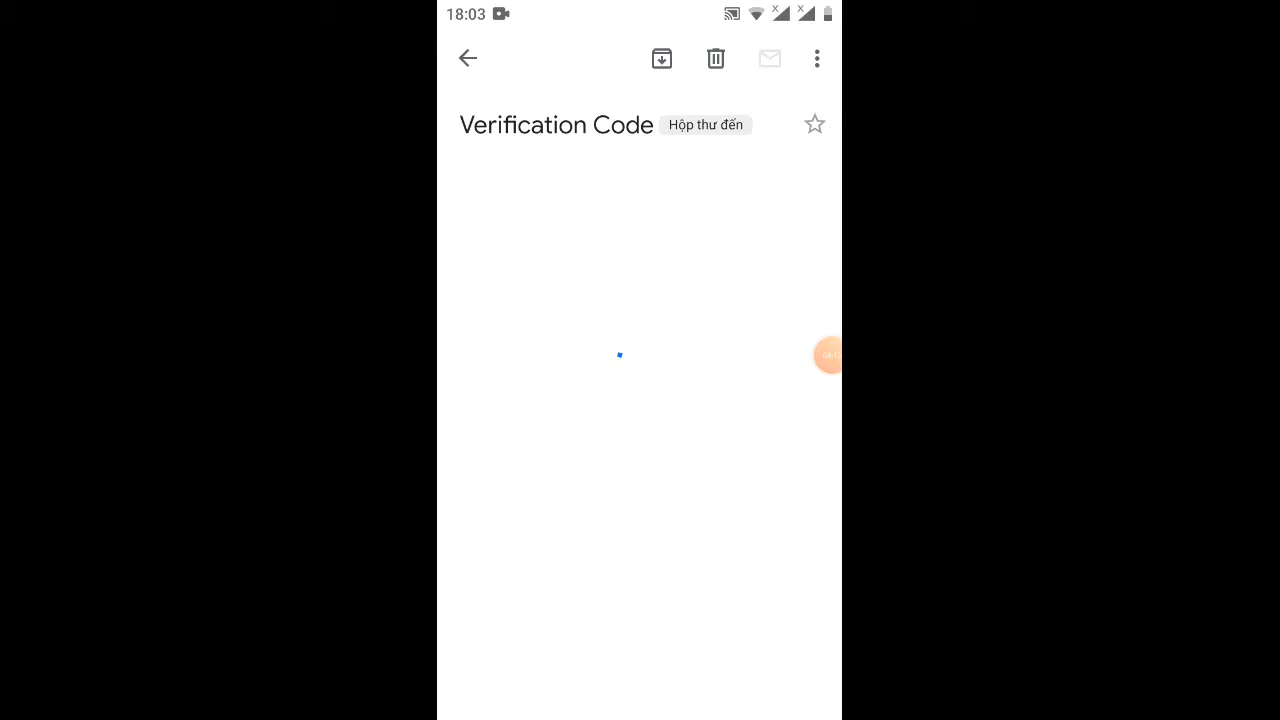 18:03
Verification Code Hộp thư đến